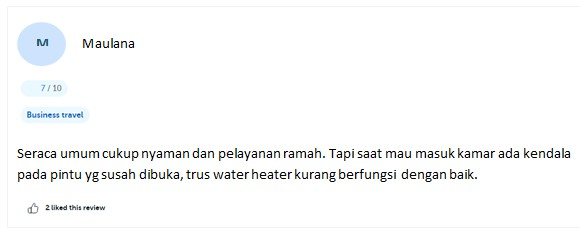 M
Maulana
7 / 10
Business travel
Seraca umum cukup nyaman dan pelayanan ramah. Tapi saat mau masuk kamar ada kendala
pada pintu yg susah dibuka, trus water heater kurang berfungsi dengan baik.
2 liked this review